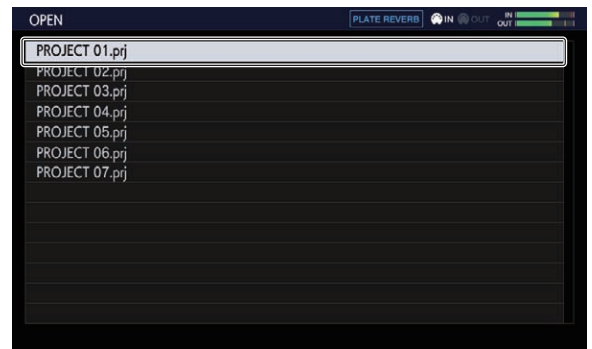 OPEN PLATE REVERB IN OUT IN
OUT
PROJECT 01.prj
PROJECT 02.prj
PROJECT 03.prj
PROJECT 04.prj
PROJECT 05.prj
PROJECT 06.prj
PROJECT 07.prj